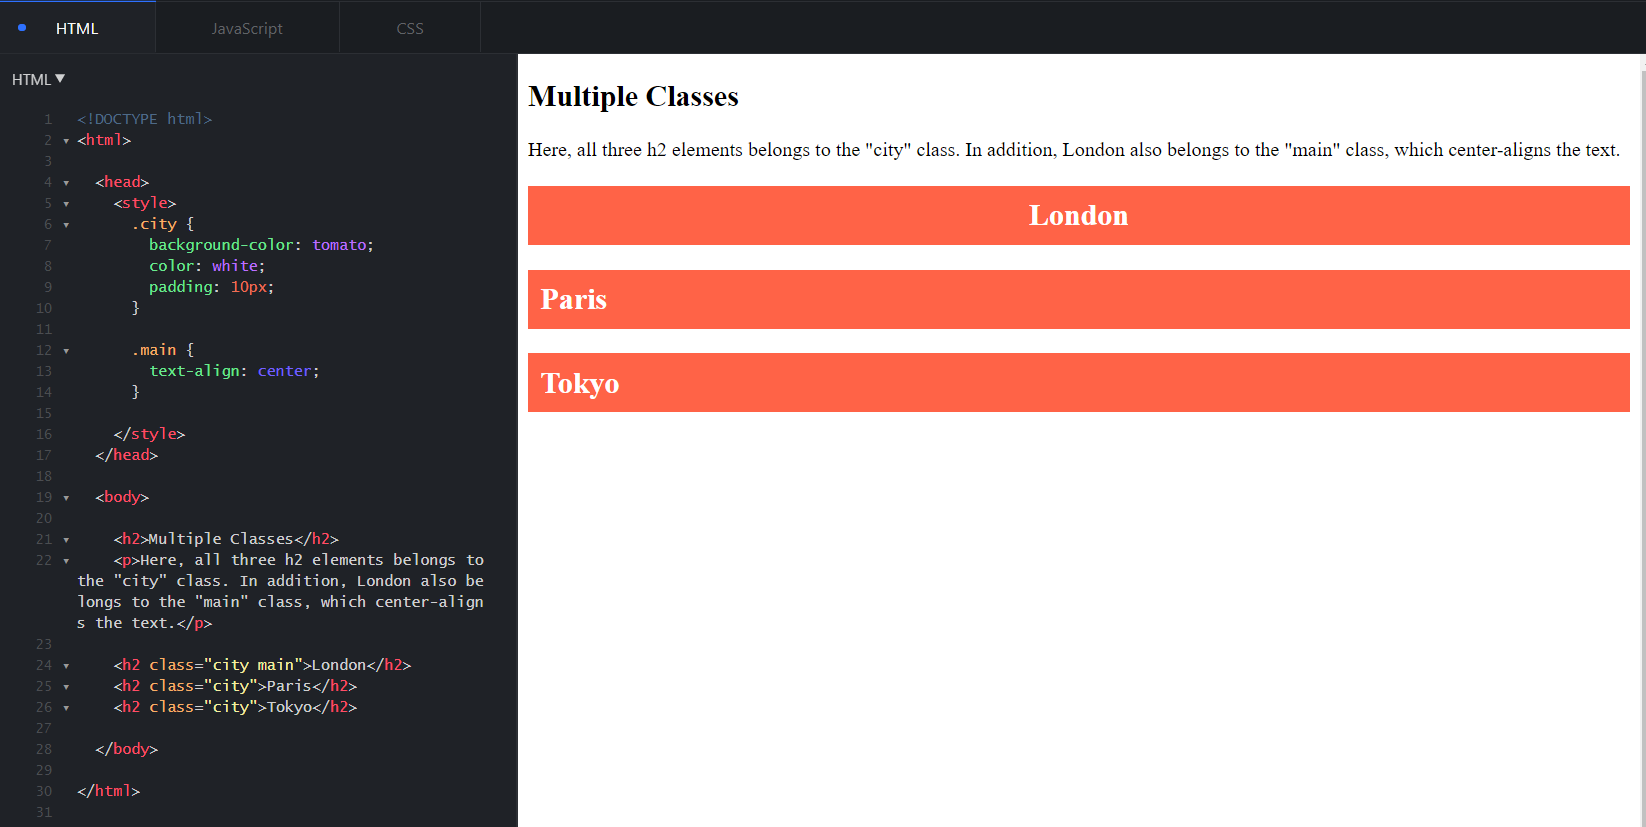 HTML JavaScript CSS
HTML ▼
1 <!DOCTYPE html>
2 <html>
3
4 <head>
5 <style>
6 .city {
7 background-color: tomato;
8 color: white;
9 padding: 10px;
10 }
11
12 .main {
13 text-align: center;
14 }
15
16 </style>
17 </head>
18
19 <body>
20
21 <h2>Multiple Classes</h2>
22 <p>Here, all three h2 elements belongs to
the "city" class. In addition, London also be
longs to the "main" class, which center-align
s the text.</p>
23
24 <h2 class="city main">London</h2>
25 <h2 class="city">Paris</h2>
26 <h2 class="city">Tokyo</h2>
27
28 </body>
29
30 </html>
31
Multiple Classes
Here, all three h2 elements belongs to the "city" class. In addition, London also belongs to the "main" class, which center-aligns the text.
London
Paris
Tokyo